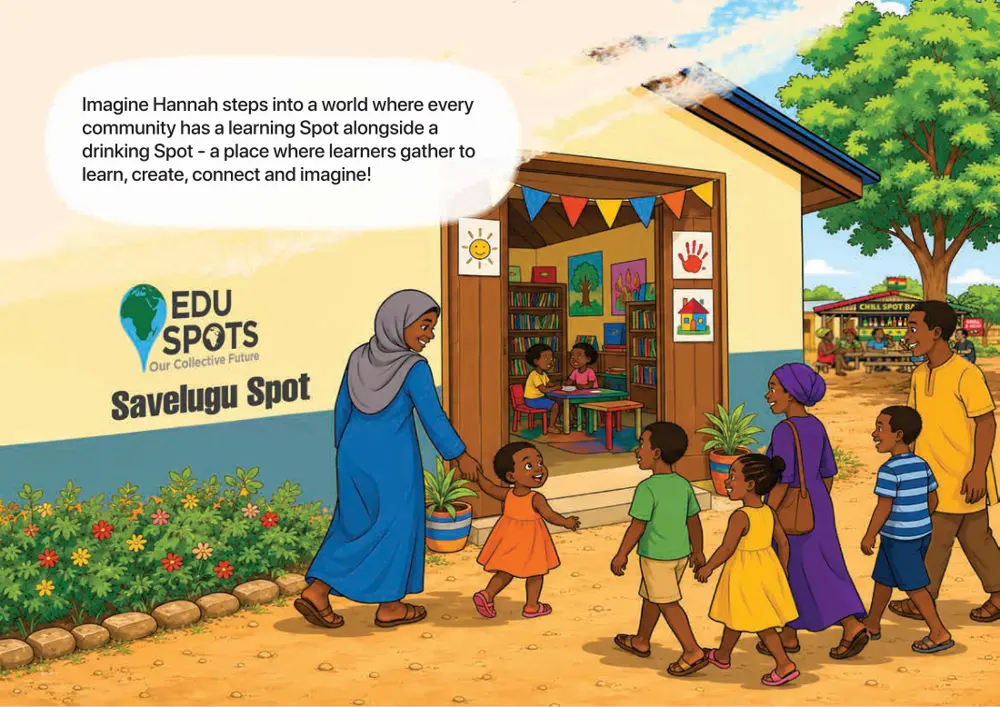 Imagine Hannah steps into a world where every
community has a learning Spot alongside a
drinking Spot - a place where learners gather to
learn, create, connect and imagine!
EDU
SPOTS
Our Collective Future
Savelugu Spot
CHILL SPOT BA